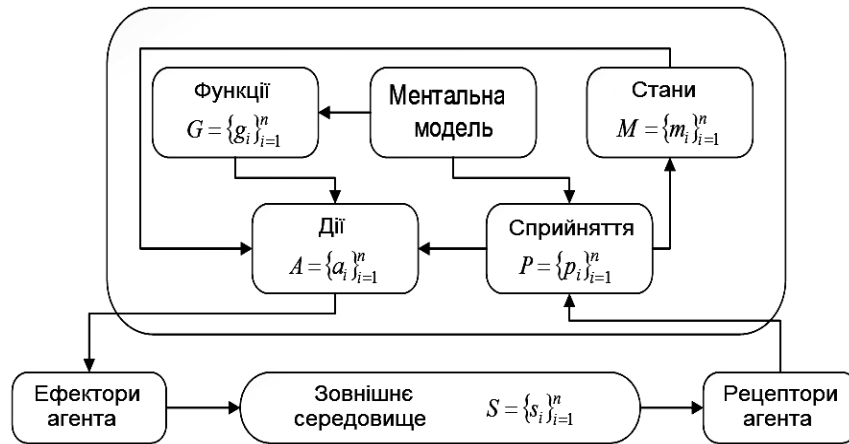 Функції
G = {g_i}_{i=1}^n
Ментальна
модель
Стани
M = {m_i}_{i=1}^n
Дії
A = {a_i}_{i=1}^n
Сприйняття
P = {p_i}_{i=1}^n
Ефектори
агента
Зовнішнє
середовище
S = {s_i}_{i=1}^n
Рецептори
агента